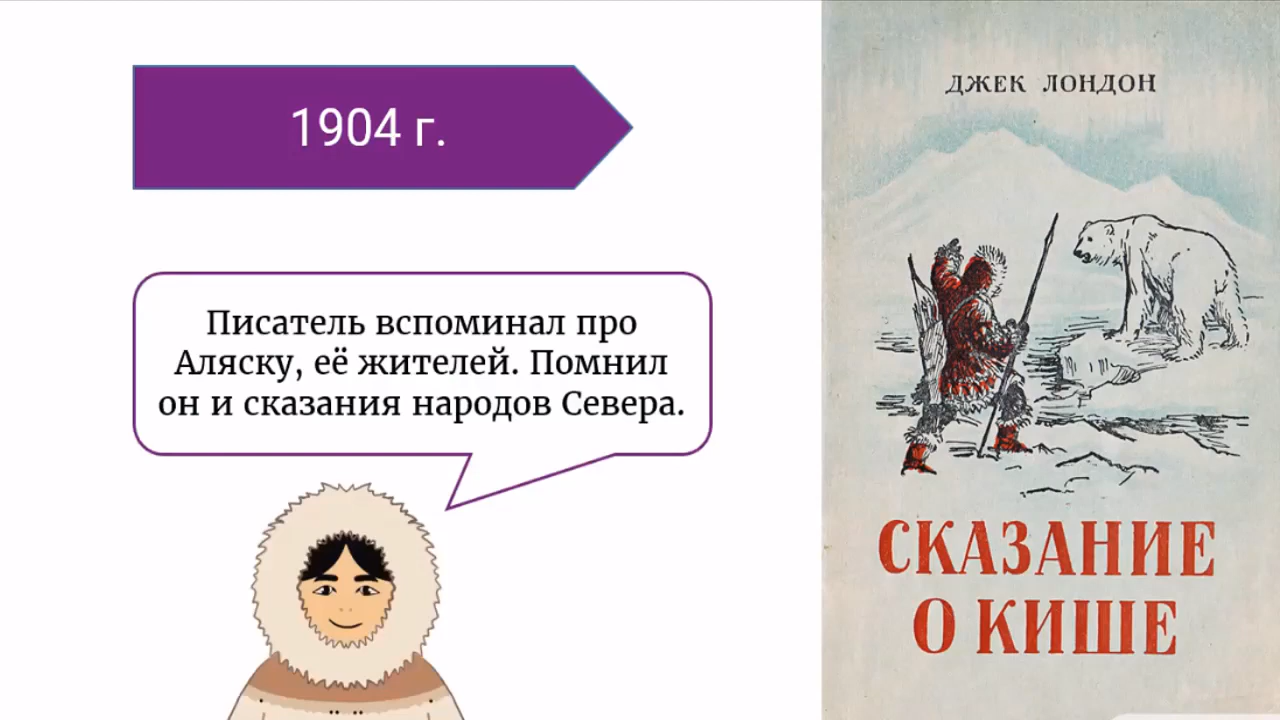 1904 г.
Писатель вспоминал про
Аляску, её жителей. Помнил
он и сказания народов Севера.
ДЖЕК ЛОНДОН
СКАЗАНИЕ
О КИШЕ